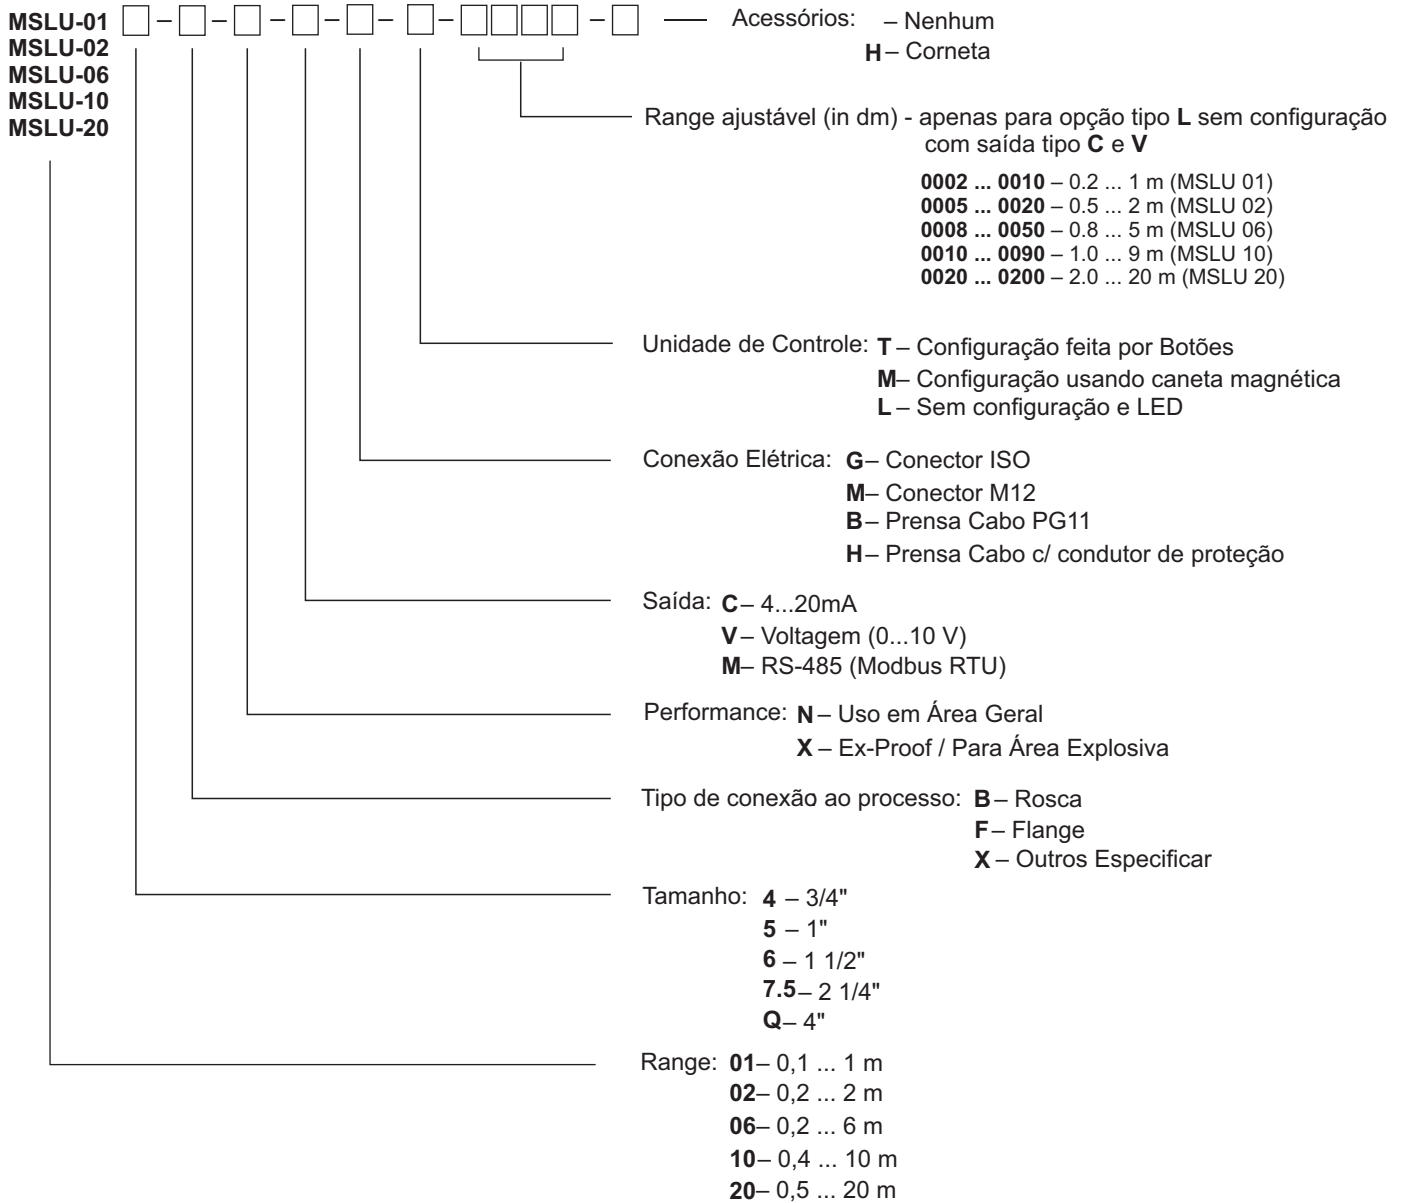 MSLU-01
MSLU-02
MSLU-06
MSLU-10
MSLU-20
Acessórios: – Nenhum
H – Corneta
Range ajustável (in dm) - apenas para opção tipo L sem configuração
com saída tipo C e V
0002 ... 0010 – 0.2 ... 1 m (MSLU 01)
0005 ... 0020 – 0.5 ... 2 m (MSLU 02)
0008 ... 0050 – 0.8 ... 5 m (MSLU 06)
0010 ... 0090 – 1.0 ... 9 m (MSLU 10)
0020 ... 0200 – 2.0 ... 20 m (MSLU 20)
Unidade de Controle: T – Configuração feita por Botões
M– Configuração usando caneta magnética
L – Sem configuração e LED
Conexão Elétrica: G– Conector ISO
M– Conector M12
B– Prensa Cabo PG11
H– Prensa Cabo c/ condutor de proteção
Saída: C– 4...20mA
V– Voltagem (0...10 V)
M– RS-485 (Modbus RTU)
Performance: N– Uso em Área Geral
X – Ex-Proof / Para Área Explosiva
Tipo de conexão ao processo: B– Rosca
F– Flange
X – Outros Especificar
Tamanho: 4 – 3/4"
5 – 1"
6 – 1 1/2"
7.5– 2 1/4"
Q– 4"
Range: 01– 0,1 ... 1 m
02– 0,2 ... 2 m
06– 0,2 ... 6 m
10– 0,4 ... 10 m
20– 0,5 ... 20 m